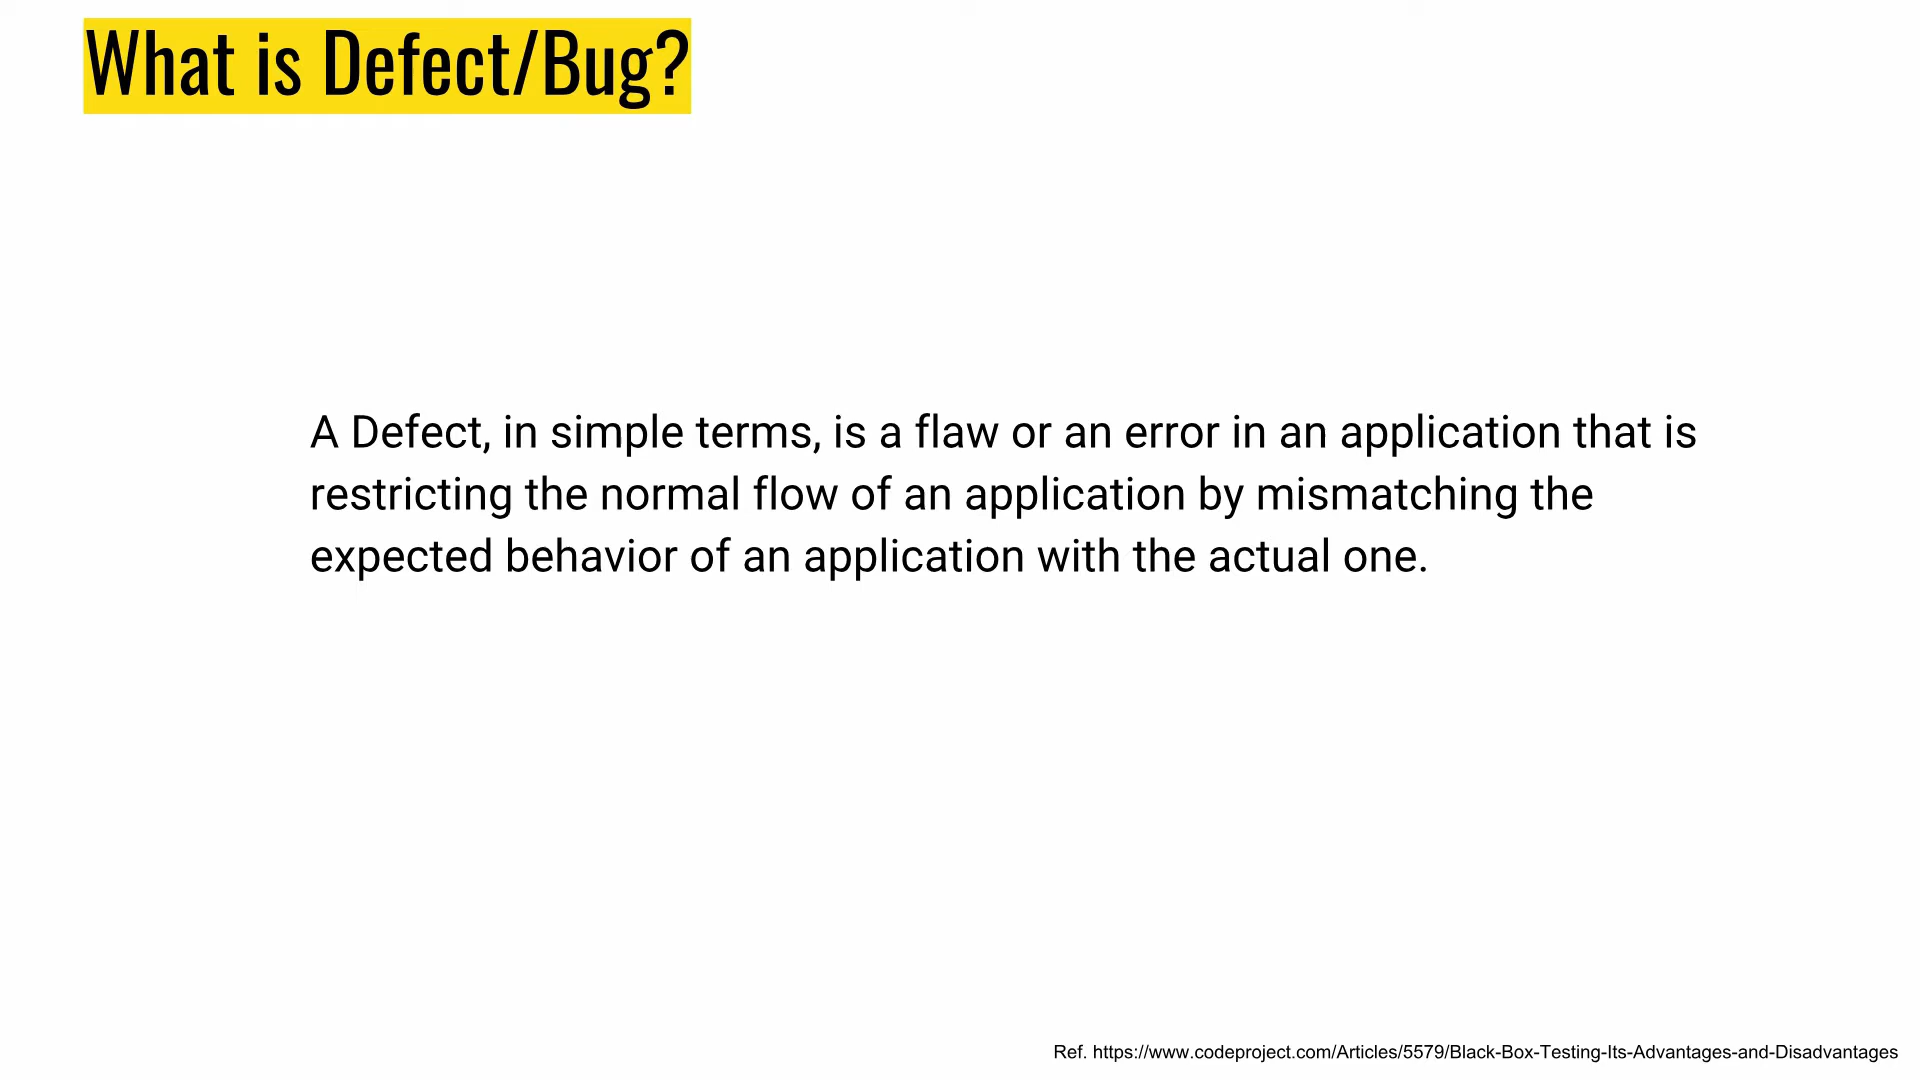 What is Defect/Bug?
A Defect, in simple terms, is a flaw or an error in an application that is
restricting the normal flow of an application by mismatching the
expected behavior of an application with the actual one.
Ref. https://www.codeproject.com/Articles/5579/Black-Box-Testing-Its-Advantages-and-Disadvantages